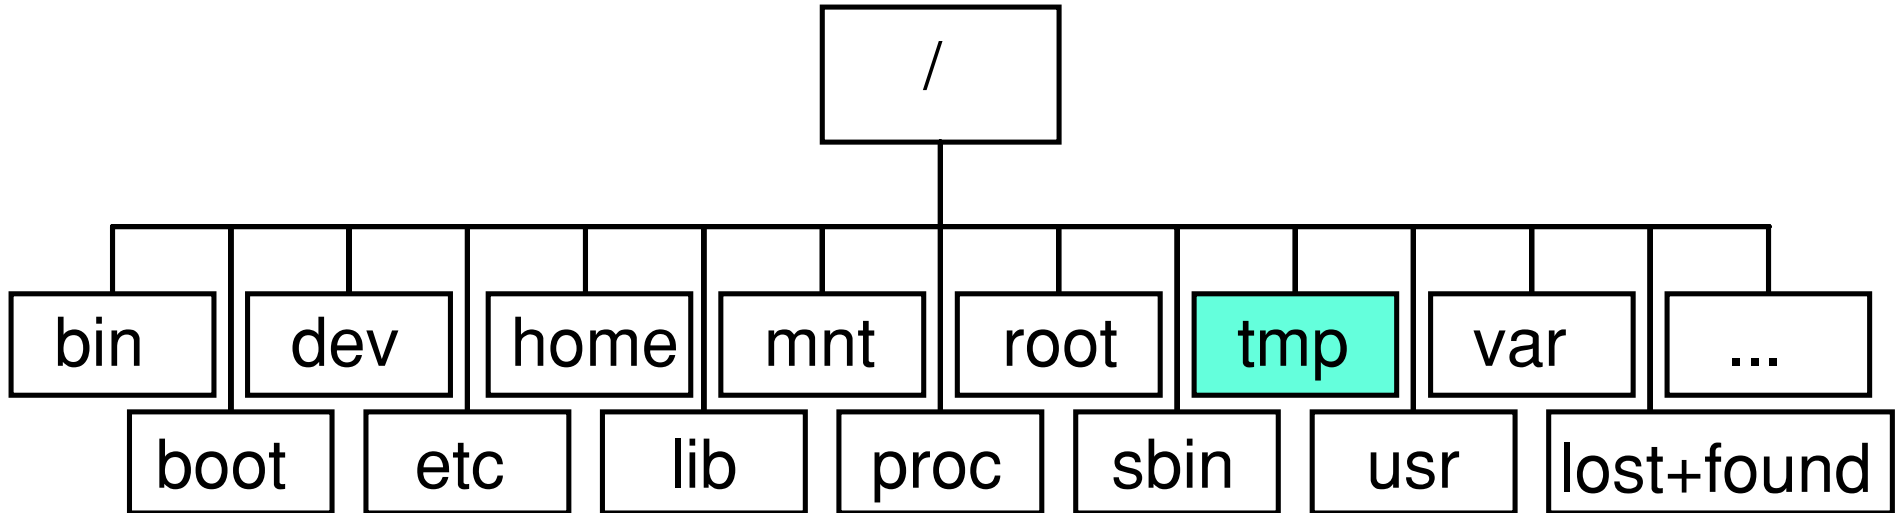 /
bin dev home mnt root tmp var ...
boot etc lib proc sbin usr lost+found